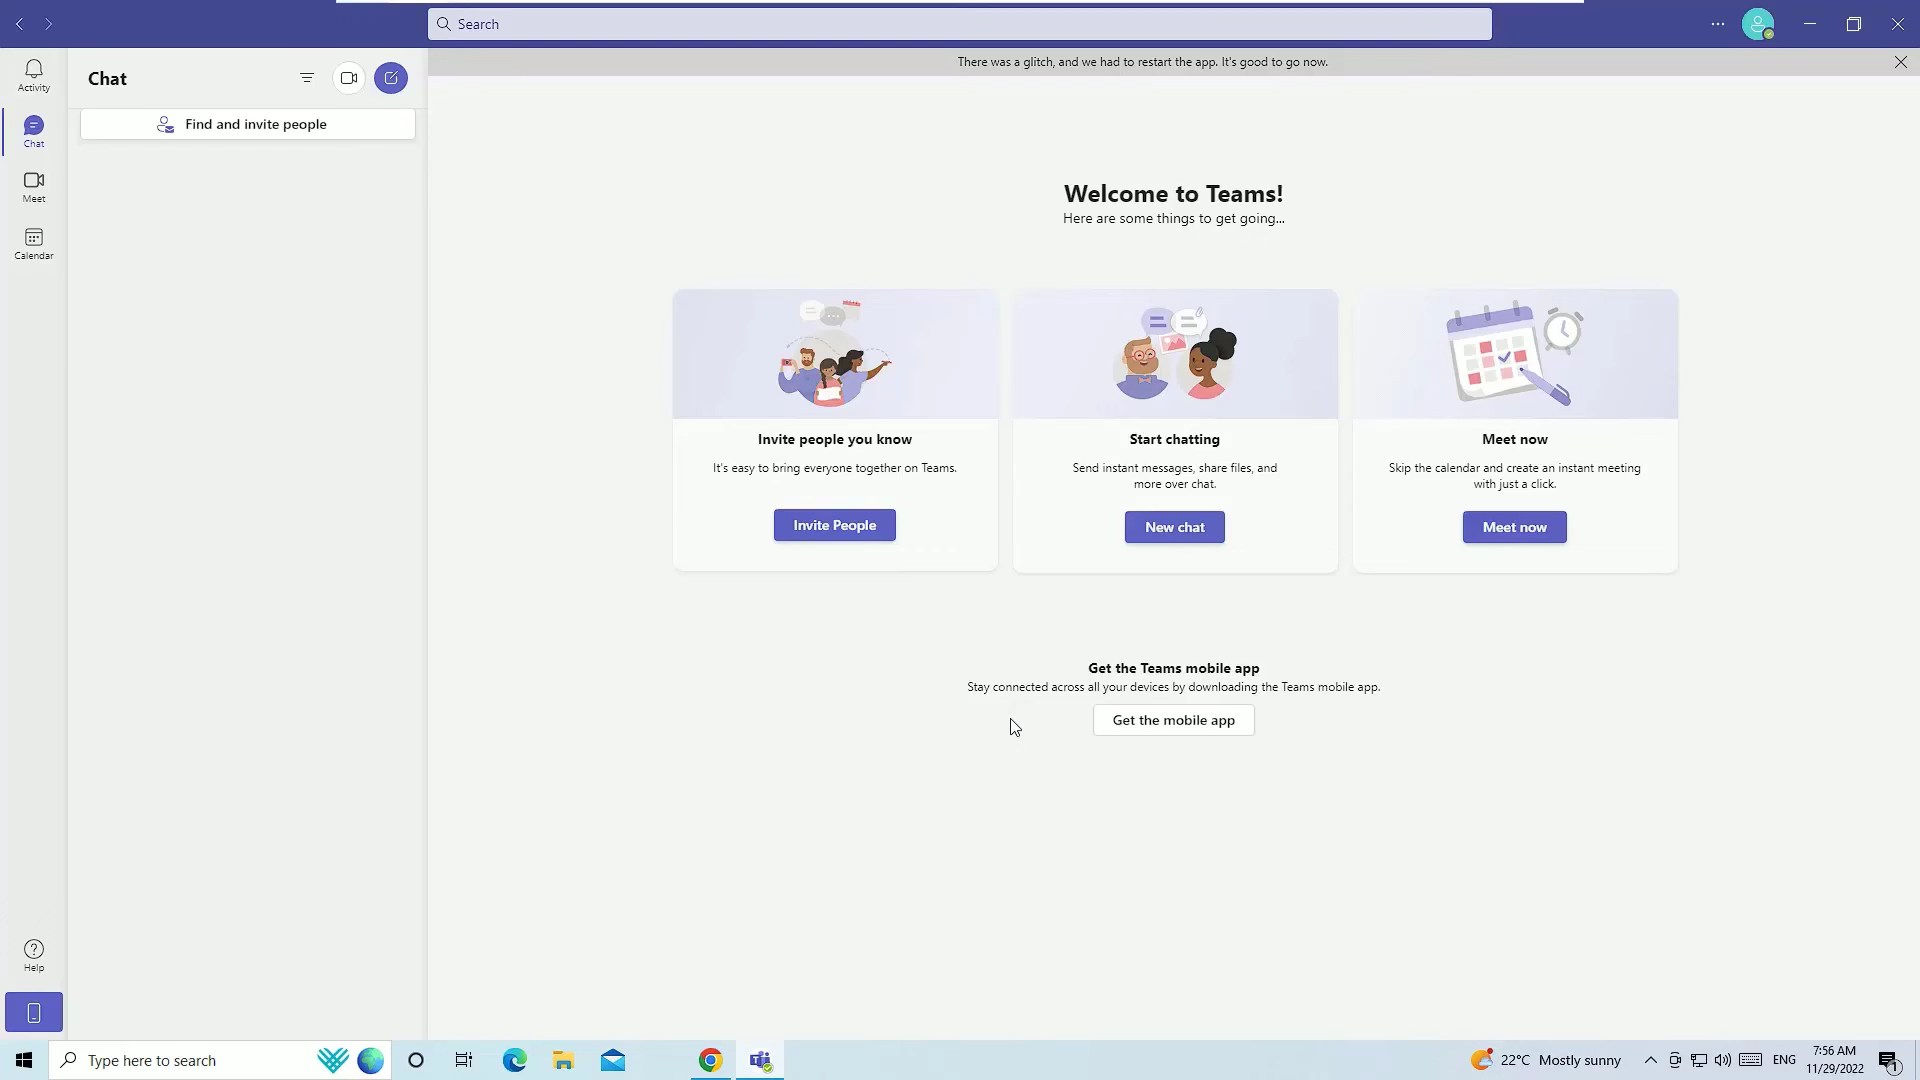 Search
There was a glitch, and we had to restart the app. It's good to go now.
Activity
Chat
Meet
Calendar
Help
Chat
Find and invite people
Welcome to Teams!
Here are some things to get going...
Invite people you know
It's easy to bring everyone together on Teams.
Invite People
Start chatting
Send instant messages, share files, and
more over chat.
New chat
Meet now
Skip the calendar and create an instant meeting
with just a click.
Meet now
Get the Teams mobile app
Stay connected across all your devices by downloading the Teams mobile app.
Get the mobile app
Type here to search
22°C Mostly sunny
ENG
7:56 AM
11/29/2022
1